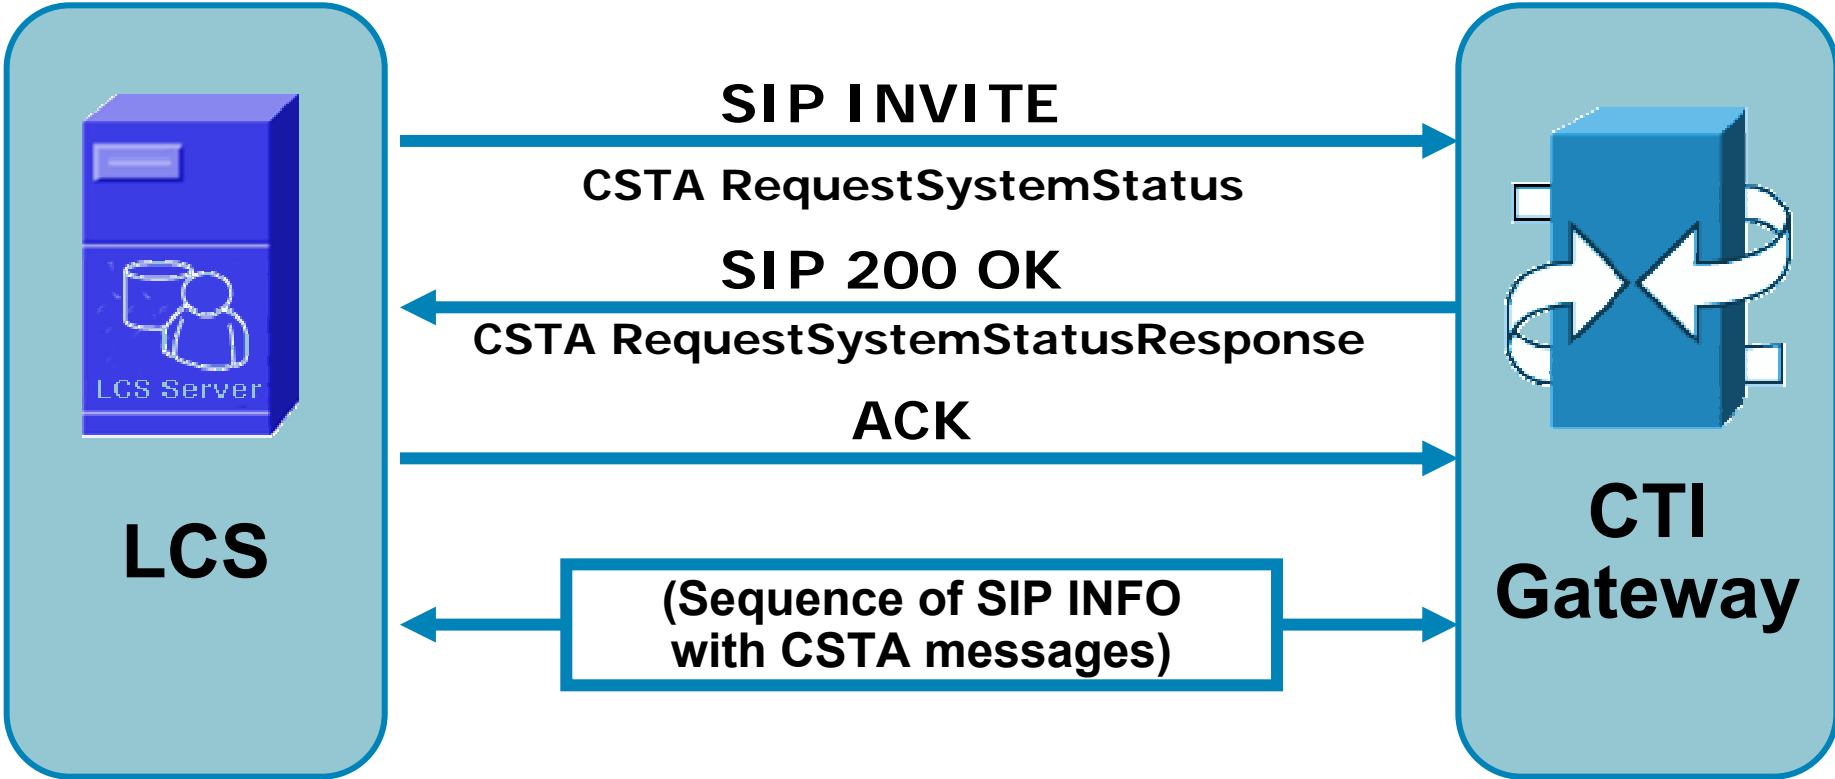 SIP INVITE
CSTA RequestSystemStatus
SIP 200 OK
CSTA RequestSystemStatusResponse
ACK
(Sequence of SIP INFO
with CSTA messages)
LCS Server
LCS
CTI
Gateway